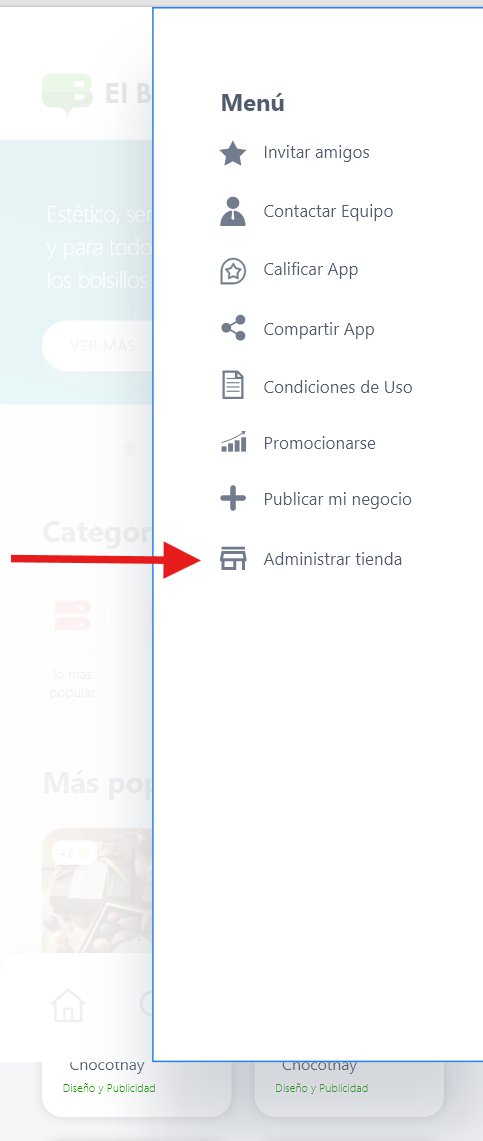 El B
Menú
Invitar amigos
Estético, ser
Contactar Equipo
y para todo
los bolsillos
Calificar App
Compartir App
VER MÁS
Condiciones de Uso
Promocionarse
Publicar mi negocio
Categor
Administrar tienda
lo más
popular
Más pop
4.8
Chocothay
Chocothay
Diseño y Publicidad
Diseño y Publicidad